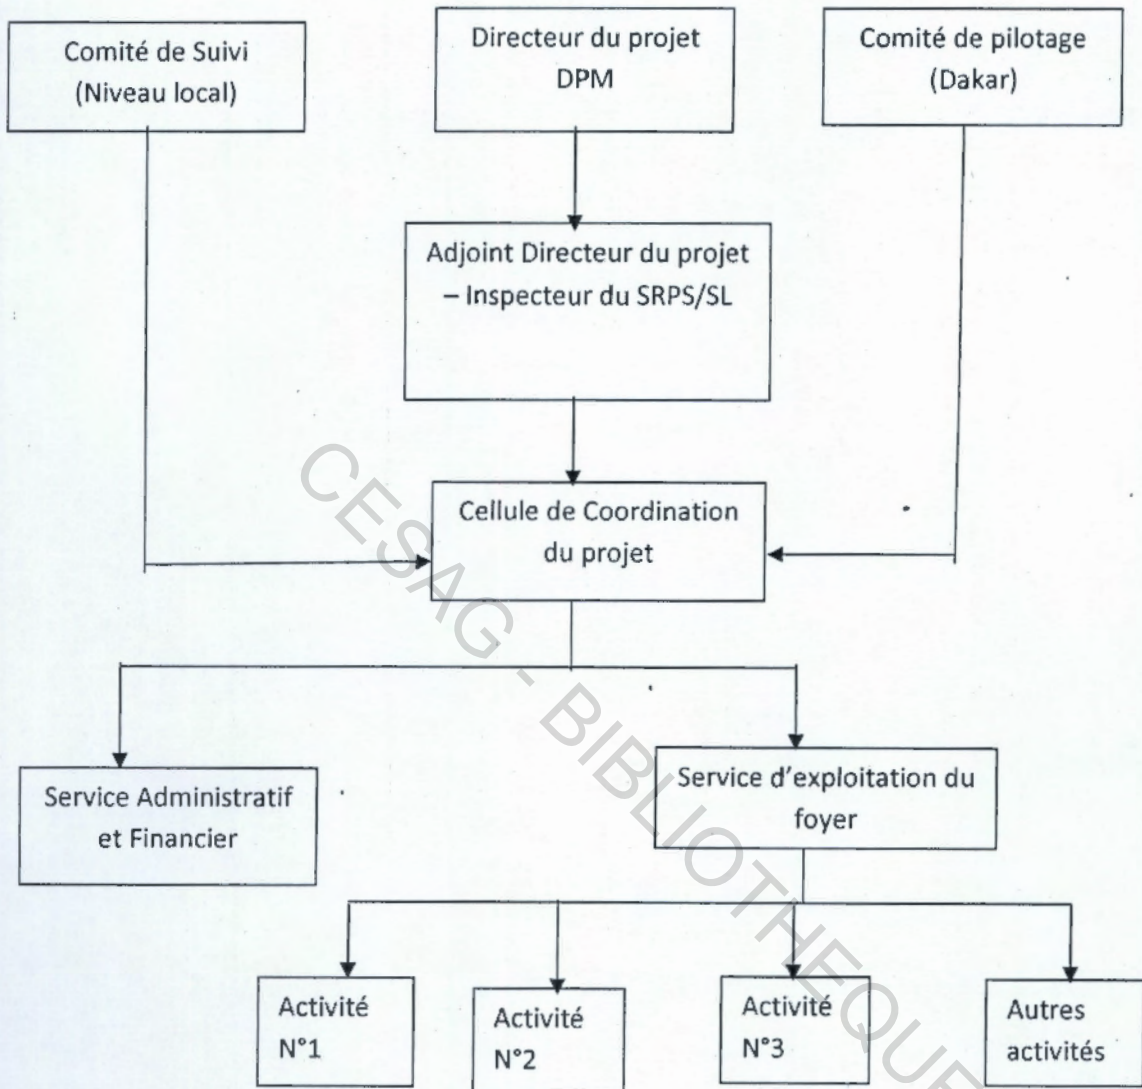 Comité de Suivi
(Niveau local)
Directeur du projet
DPM
Comité de pilotage
(Dakar)
Adjoint Directeur du projet
– Inspecteur du SRPS/SL
Cellule de Coordination
du projet
Service Administratif
et Financier
Service d'exploitation du
foyer
Activité
N°1
Activité
N°2
Activité
N°3
Autres
activités
CESAG - BIBLIOTHEQUE